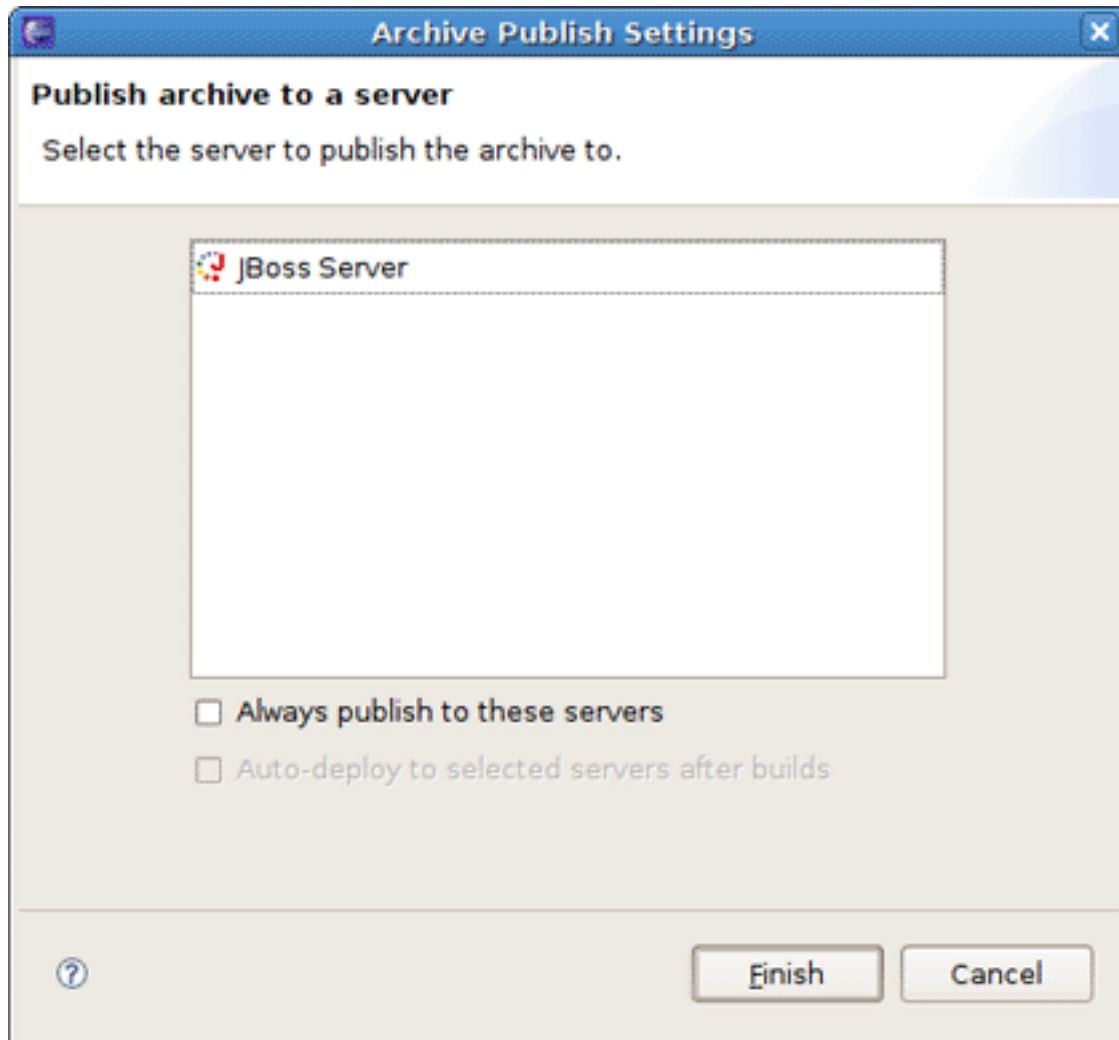 Archive Publish Settings
Publish archive to a server
Select the server to publish the archive to.
JBoss Server
Always publish to these servers
Auto-deploy to selected servers after builds
Finish
Cancel